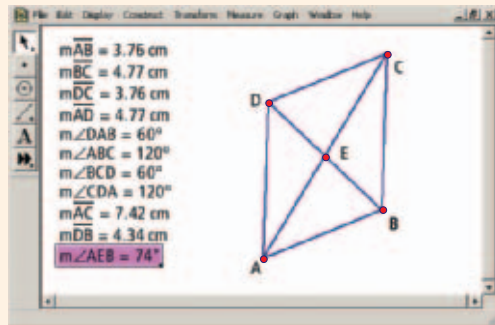 File Edit Display Construct Transform Measure Graph Window Help
mAB = 3.76 cm
mBC = 4.77 cm
mDC = 3.76 cm
mAD = 4.77 cm
m∠DAB = 60°
m∠ABC = 120°
m∠BCD = 60°
m∠CDA = 120°
mAC = 7.42 cm
mDB = 4.34 cm
m∠AEB = 74°
A
C
D
E
B
A